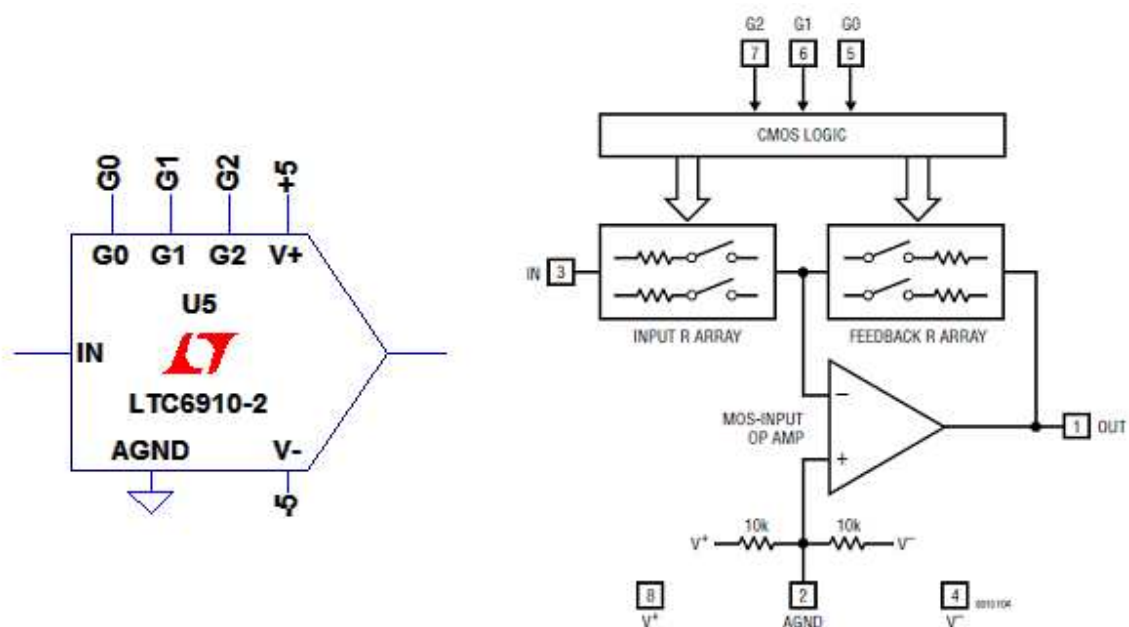 G0 G1 G2 +5
G0 G1 G2 V+
U5
IN
LTC6910-2
AGND V-
-5
G2 G1 G0
7 6 5
CMOS LOGIC
IN 3
INPUT R ARRAY
FEEDBACK R ARRAY
MOS-INPUT
OP AMP
−
+
1 OUT
10k 10k
V+ V−
8 2 4
V+ AGND V−